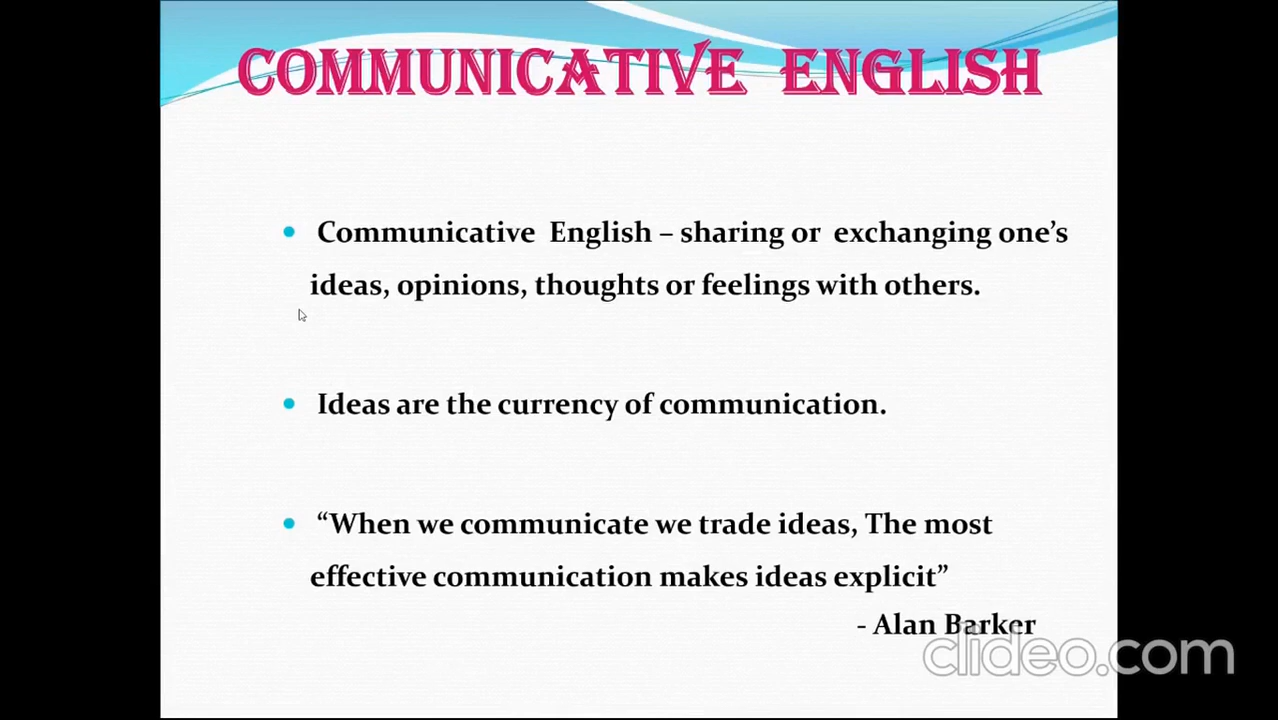 COMMUNICATIVE ENGLISH
Communicative English – sharing or exchanging one’s
ideas, opinions, thoughts or feelings with others.
Ideas are the currency of communication.
“When we communicate we trade ideas, The most
effective communication makes ideas explicit”
- Alan Barker
clideo.com